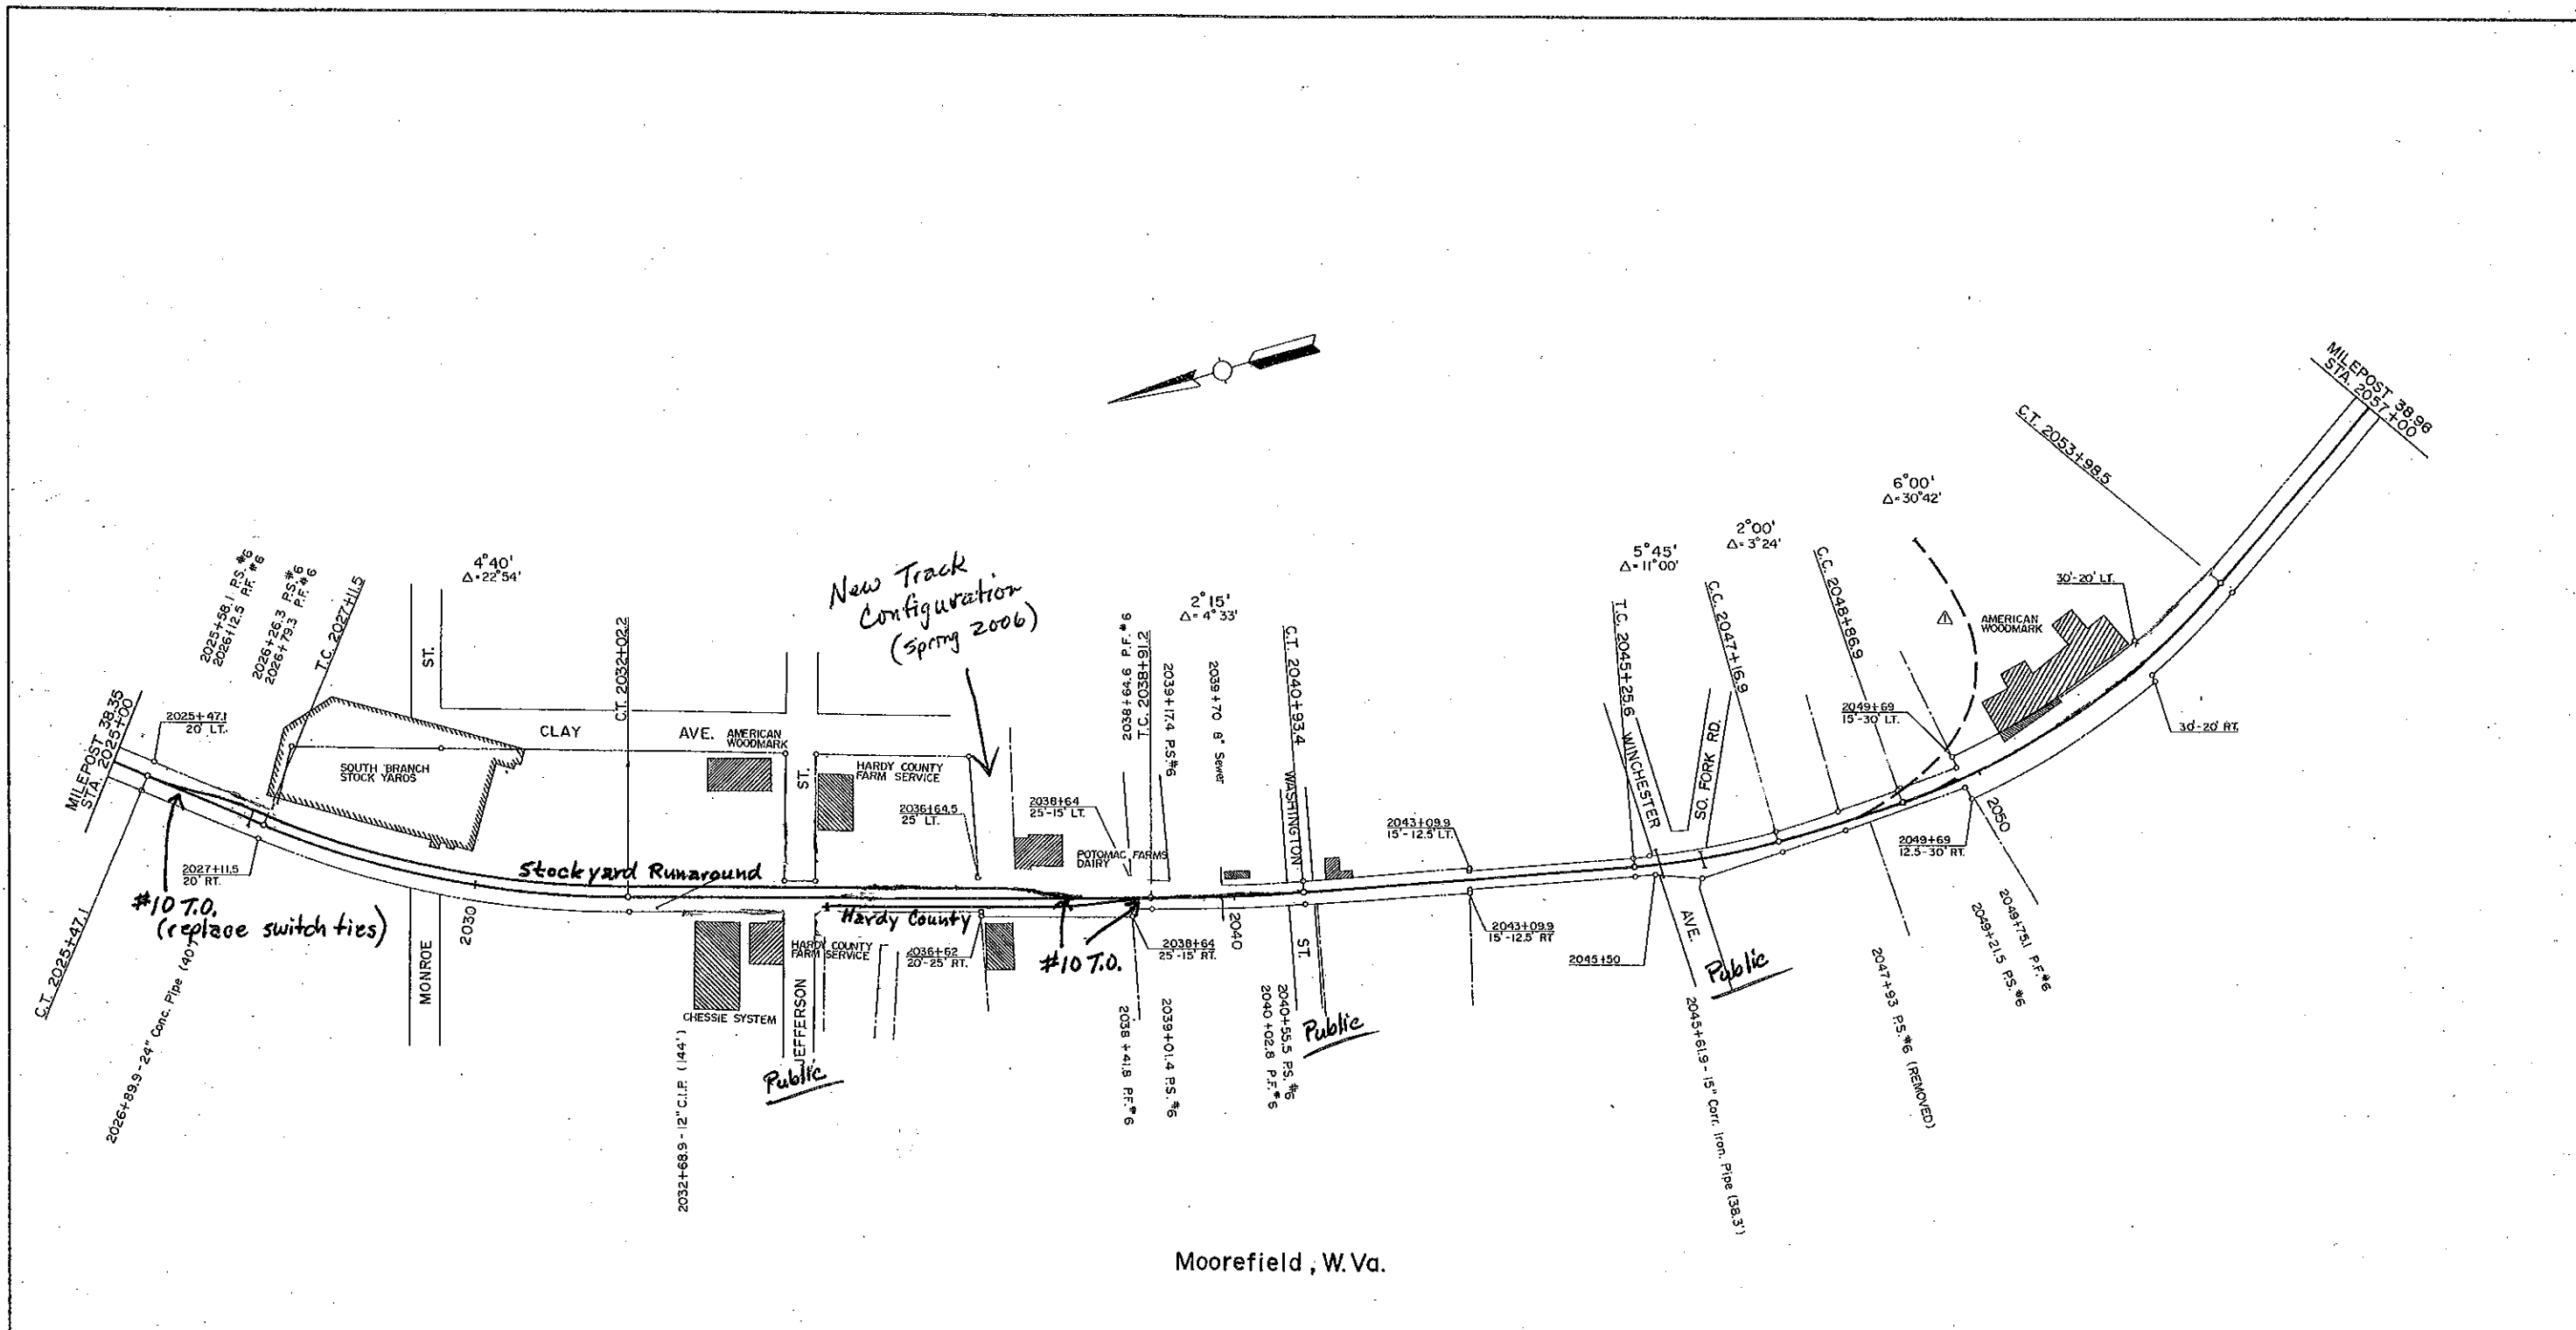 MILEPOST 38.96
STA. 2057+00
C.T. 2053+98.5
6°00'
Δ=30°42'
2°00'
Δ=3°24'
5°45'
Δ=11°00'
4°40'
Δ=22°54'
New Track
Configuration
(Spring 2006)
2°15'
Δ=4°33'
2025+58.1 P.S. #6
2026+12.5 P.F. #6
2026+26.3 P.S. #6
2026+79.3 P.F. #6
T.C. 2027+11.5
ST.
C.T. 2032+02.2
2038+64.6 P.F. #6
T.C. 2038+91.2
2039+17.4 P.S. #6
2039+70 8" Sewer
C.T. 2040+93.4
T.C. 2045+25.6
C.C. 2047+16.9
C.C. 2048+86.9
30'-20' LT.
AMERICAN
WOODMARK
1
MILEPOST 38.35
STA. 2025+00
2025+47.1
20' LT.
CLAY AVE.
AMERICAN
WOODMARK
SOUTH BRANCH
STOCK YARDS
ST.
HARDY COUNTY
FARM SERVICE
2036+64.5
25' LT.
2038+64
25'-15' LT.
POTOMAC FARMS
DAIRY
WASHINGTON
2043+09.9
15'-12.5' LT.
WINCHESTER
SO. FORK RD.
2049+69
15'-30' LT.
30'-20' RT.
2050
2049+69
12.5-30' RT.
2027+11.5
20' RT.
Stockyard Runaround
#10 T.O.
(replace switch ties)
2030
Hardy County
HARDY COUNTY
FARM SERVICE
2036+62
20'-25' RT.
#10 T.O.
2038+64
25'-15' RT.
2040
ST.
2043+09.9
15'-12.5' RT
2045+50
AVE.
Public
C.T. 2025+47.1
2026+89.9-24" Conc. Pipe (40')
MONROE
CHESSIE SYSTEM
JEFFERSON
Public
2032+68.9-12" C.I.P. (144')
2038+41.8 P.F. #6
2039+01.4 P.S. #6
2040+55.5 P.S. #6
2040+02.8 P.F. #6
Public
2045+61.9-15" Corr. Iron. Pipe (38.3')
2047+93 P.S. #6 (REMOVED)
2049+21.5 P.S. #6
2049+75.1 P.F. #6
Moorefield, W. Va.